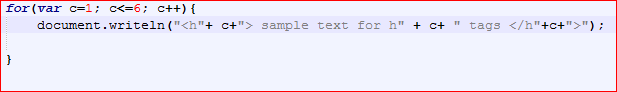 for(var c=1; c<=6; c++){
document.writeln("<h"+ c+"> sample text for h" + c+ " tags </h"+c+">");
}